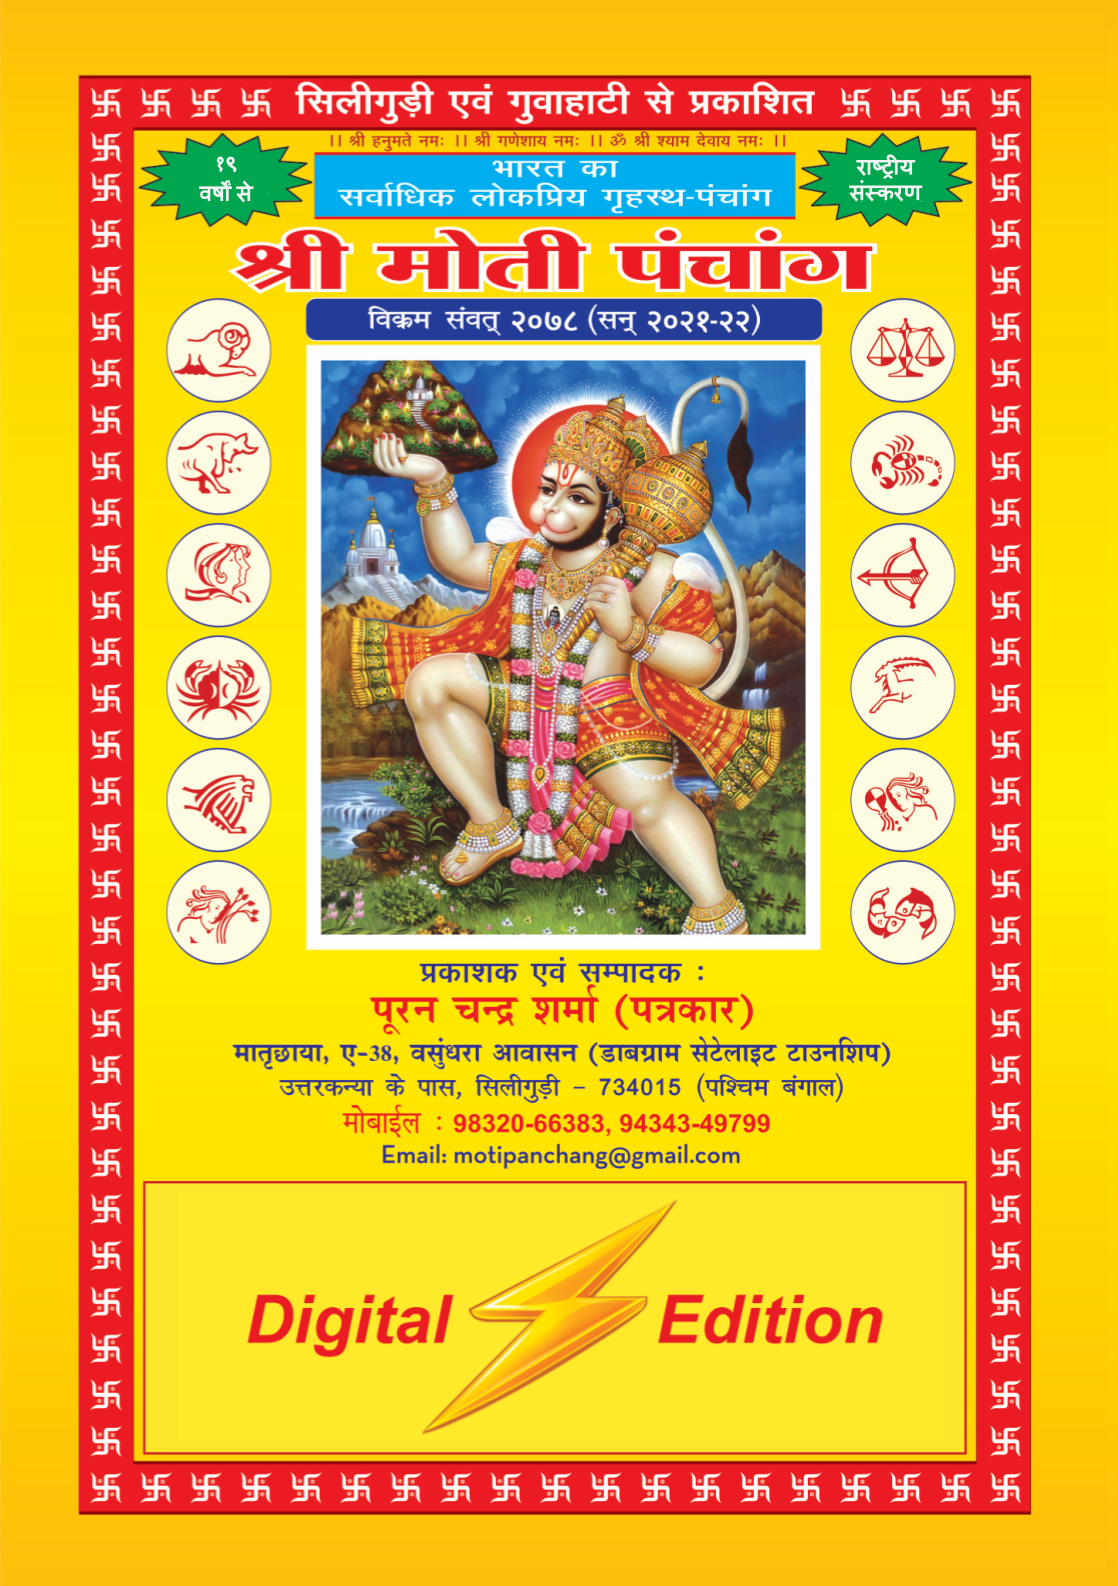 सिलीगुड़ी एवं गुवाहाटी से प्रकाशित
।। श्री हनुमते नमः ।। श्री गणेशाय नमः ।। ॐ श्री श्याम देवाय नमः ।।
१९
वर्षों से
भारत का
सर्वाधिक लोकप्रिय गृहस्थ-पंचांग
राष्ट्रीय
संस्करण
श्री मोती पंचांग
विक्रम संवत् २०७८ (सन् २०२१-२२)
प्रकाशक एवं सम्पादक :
पूरन चन्द्र शर्मा (पत्रकार)
मातृछाया, ए-38, वसुंधरा आवासन (डाबग्राम सेटेलाइट टाउनशिप)
उत्तरकन्या के पास, सिलीगुड़ी - 734015 (पश्चिम बंगाल)
मोबाईल : 98320-66383, 94343-49799
Email: motipanchang@gmail.com
Digital Edition